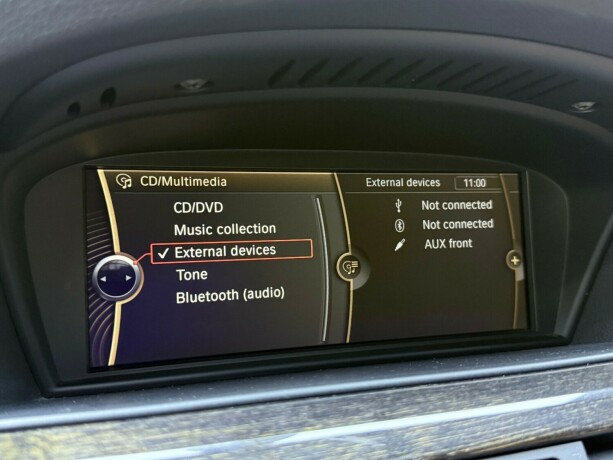 CD/Multimedia
CD/DVD
Music collection
External devices
Tone
Bluetooth (audio)
External devices 11:00
Not connected
Not connected
AUX front